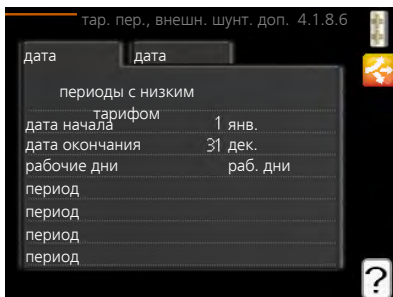 тар. пер., внешн. шунт. доп. 4.1.8.6
дата дата
периоды с низким
тарифом
дата начала 1 янв.
дата окончания 31 дек.
рабочие дни раб. дни
период
период
период
период
?